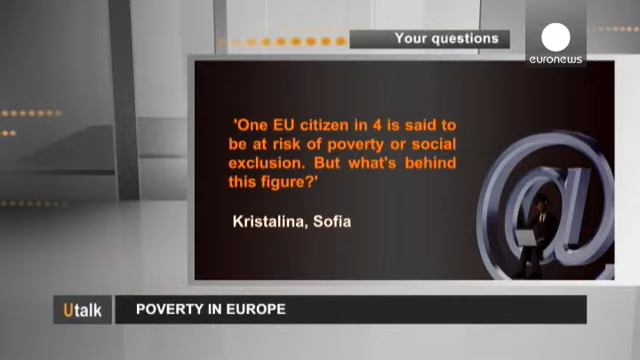 Your questions
euronews
'One EU citizen in 4 is said to
be at risk of poverty or social
exclusion. But what's behind
this figure?'
Kristalina, Sofia
Utalk
POVERTY IN EUROPE